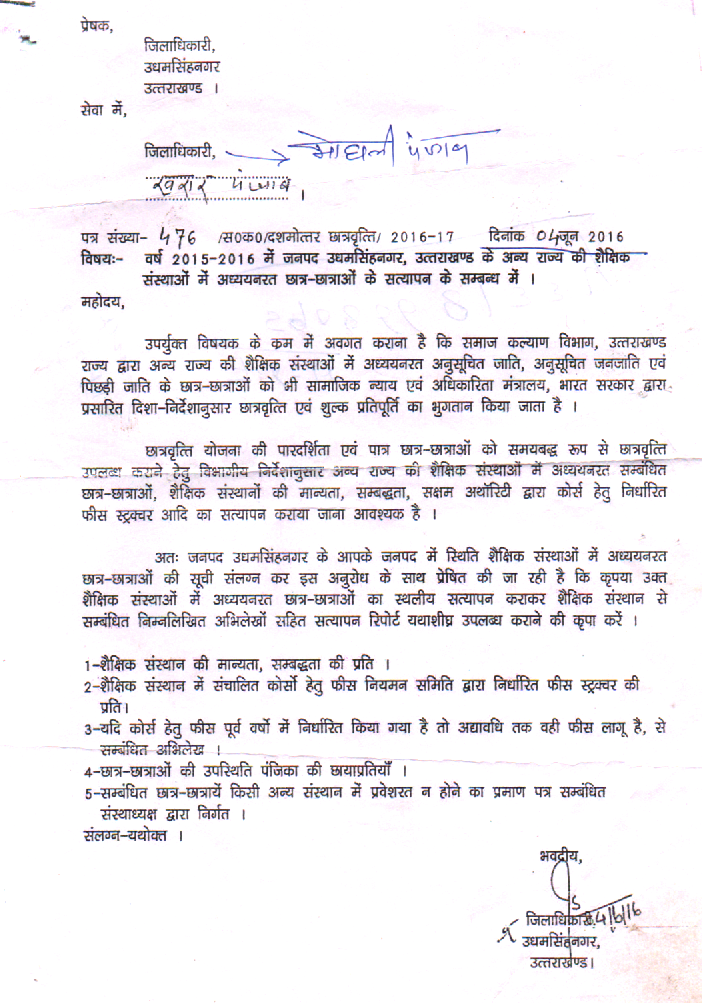 प्रेषक,
जिलाधिकारी,
उधमसिंहनगर
उत्तराखण्ड ।
सेवा में,
जिलाधिकारी, मोहाली पंजाब
खरार पंजाब ।
पत्र संख्या- 476 /स0क0/दशमोत्तर छात्रवृत्ति/ 2016-17 दिनांक 04जून 2016
विषयः- वर्ष 2015-2016 में जनपद उधमसिंहनगर, उत्तराखण्ड के अन्य राज्य की शैक्षिक
संस्थाओं में अध्ययनरत छात्र-छात्राओं के सत्यापन के सम्बन्ध में ।
महोदय,
उपर्युक्त विषयक के कम में अवगत कराना है कि समाज कल्याण विभाग, उत्तराखण्ड
राज्य द्वारा अन्य राज्य की शैक्षिक संस्थाओं में अध्ययनरत अनुसूचित जाति, अनुसूचित जनजाति एवं
पिछड़ी जाति के छात्र-छात्राओं को भी सामाजिक न्याय एवं अधिकारिता मंत्रालय, भारत सरकार द्वारा
प्रसारित दिशा-निर्देशानुसार छात्रवृत्ति एवं शुल्क प्रतिपूर्ति का भुगतान किया जाता है ।
छात्रवृत्ति योजना की पारदर्शिता एवं पात्र छात्र-छात्राओं को समयबद्ध रूप से छात्रवृत्ति
उपलब्ध कराने हेतु विभागीय निर्देशानुसार अन्य राज्य की शैक्षिक संस्थाओं में अध्ययनरत सम्बंधित
छात्र-छात्राओं, शैक्षिक संस्थानों की मान्यता, सम्बद्धता, सक्षम अथॉरिटी द्वारा कोर्स हेतु निर्धारित
फीस स्ट्रक्चर आदि का सत्यापन कराया जाना आवश्यक है ।
अतः जनपद उधमसिंहनगर के आपके जनपद में स्थिति शैक्षिक संस्थाओं में अध्ययनरत
छात्र-छात्राओं की सूची संलग्न कर इस अनुरोध के साथ प्रेषित की जा रही है कि कृपया उक्त
शैक्षिक संस्थाओं में अध्ययनरत छात्र-छात्राओं का स्थलीय सत्यापन कराकर शैक्षिक संस्थान से
सम्बंधित निम्नलिखित अभिलेखों सहित सत्यापन रिपोर्ट यथाशीघ्र उपलब्ध कराने की कृपा करें ।
1-शैक्षिक संस्थान की मान्यता, सम्बद्धता की प्रति ।
2-शैक्षिक संस्थान में संचालित कोर्सो हेतु फीस नियमन समिति द्वारा निर्धारित फीस स्ट्रक्चर की
प्रति।
3-यदि कोर्स हेतु फीस पूर्व वर्षो में निर्धारित किया गया है तो अद्यावधि तक वही फीस लागू है, से
सम्बंधित अभिलेख ।
4-छात्र-छात्राओं की उपस्थिति पंजिका की छायाप्रतियाँ ।
5-सम्बंधित छात्र-छात्रायें किसी अन्य संस्थान में प्रवेशरत न होने का प्रमाण पत्र सम्बंधित
संस्थाध्यक्ष द्वारा निर्गत ।
संलग्न-यथोक्त ।
भवदीय,
जिलाधिकारी, 4/6/16
उधमसिंहनगर,
उत्तराखण्ड।